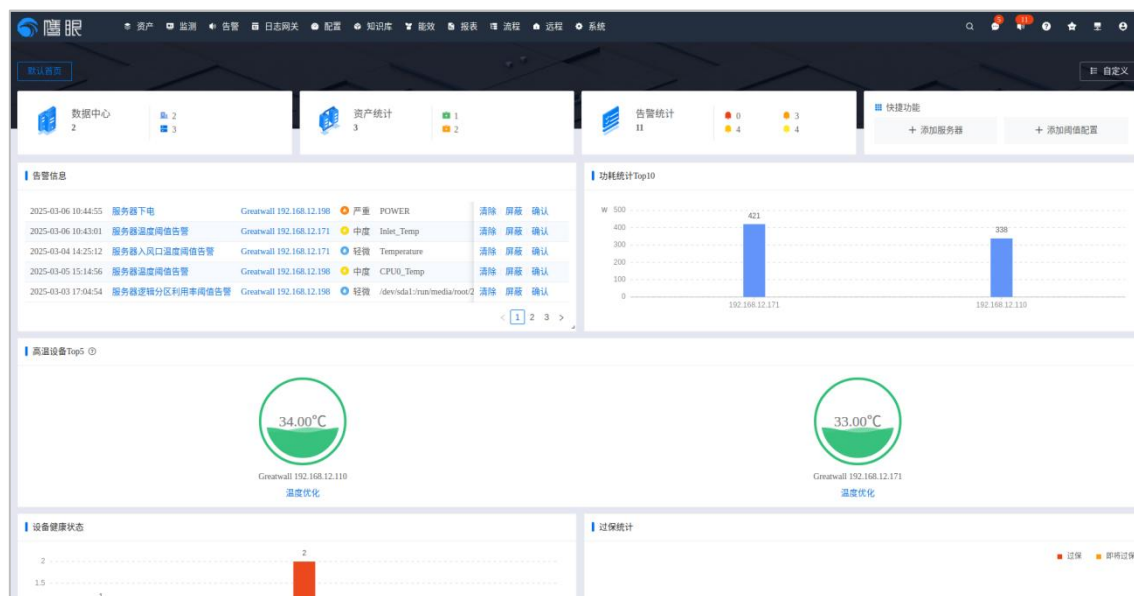 鹰眼 资产 监测 告警 日志网关 配置 知识库 能效 报表 流程 远程 系统 5 11
默认首页 自定义
数据中心 2 2 3
资产统计 3 1 2
告警统计 11 0 3 4 4
快捷功能
+ 添加服务器 + 添加阈值配置
告警信息
2025-03-06 10:44:55 服务器下电 Greatwall 192.168.12.198 严重 POWER 清除 屏蔽 确认
2025-03-06 10:43:01 服务器温度阈值告警 Greatwall 192.168.12.171 中度 Inlet_Temp 清除 屏蔽 确认
2025-03-04 14:25:12 服务器入风口温度阈值告警 Greatwall 192.168.12.171 轻微 Temperature 清除 屏蔽 确认
2025-03-05 15:14:56 服务器温度阈值告警 Greatwall 192.168.12.198 中度 CPU0_Temp 清除 屏蔽 确认
2025-03-03 17:04:54 服务器逻辑分区利用率阈值告警 Greatwall 192.168.12.198 轻微 /dev/sda1:/run/media/root/2 清除 屏蔽 确认
< 1 2 3 >
功耗统计Top10
W 500
421
400
338
300
200
100
0
192.168.12.171 192.168.12.110
高温设备Top5
34.00℃ 33.00℃
Greatwall 192.168.12.110 Greatwall 192.168.12.171
温度优化 温度优化
设备健康状态
2
2
1.5
1
过保统计
过保 即将过保